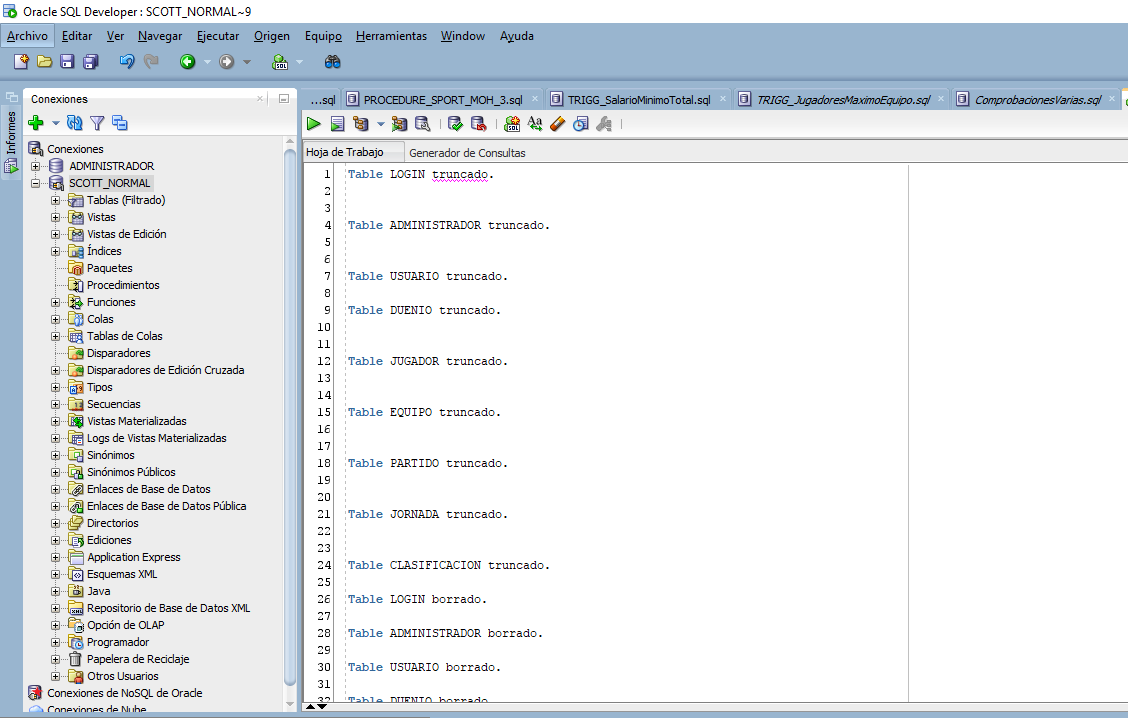 Oracle SQL Developer : SCOTT_NORMAL~9
Archivo Editar Ver Navegar Ejecutar Origen Equipo Herramientas Window Ayuda
Conexiones
...sql PROCEDURE_SPORT_MOH_3.sql TRIGG_SalarioMinimoTotal.sql TRIGG_JugadoresMaximoEquipo.sql ComprobacionesVarias.sql
Informes
Hoja de Trabajo Generador de Consultas
Conexiones
ADMINISTRADOR
SCOTT_NORMAL
Tablas (Filtrado)
Vistas
Vistas de Edición
Índices
Paquetes
Procedimientos
Funciones
Colas
Tablas de Colas
Disparadores
Disparadores de Edición Cruzada
Tipos
Secuencias
Vistas Materializadas
Logs de Vistas Materializadas
Sinónimos
Sinónimos Públicos
Enlaces de Base de Datos
Enlaces de Base de Datos Pública
Directorios
Ediciones
Application Express
Esquemas XML
Java
Repositorio de Base de Datos XML
Opción de OLAP
Programador
Papelera de Reciclaje
Otros Usuarios
Conexiones de NoSQL de Oracle
Conexiones de Nube
1 Table LOGIN truncado.
2
3
4 Table ADMINISTRADOR truncado.
5
6
7 Table USUARIO truncado.
8
9 Table DUENIO truncado.
10
11
12 Table JUGADOR truncado.
13
14
15 Table EQUIPO truncado.
16
17
18 Table PARTIDO truncado.
19
20
21 Table JORNADA truncado.
22
23
24 Table CLASIFICACION truncado.
25
26 Table LOGIN borrado.
27
28 Table ADMINISTRADOR borrado.
29
30 Table USUARIO borrado.
31
32 Table DUENIO borrado